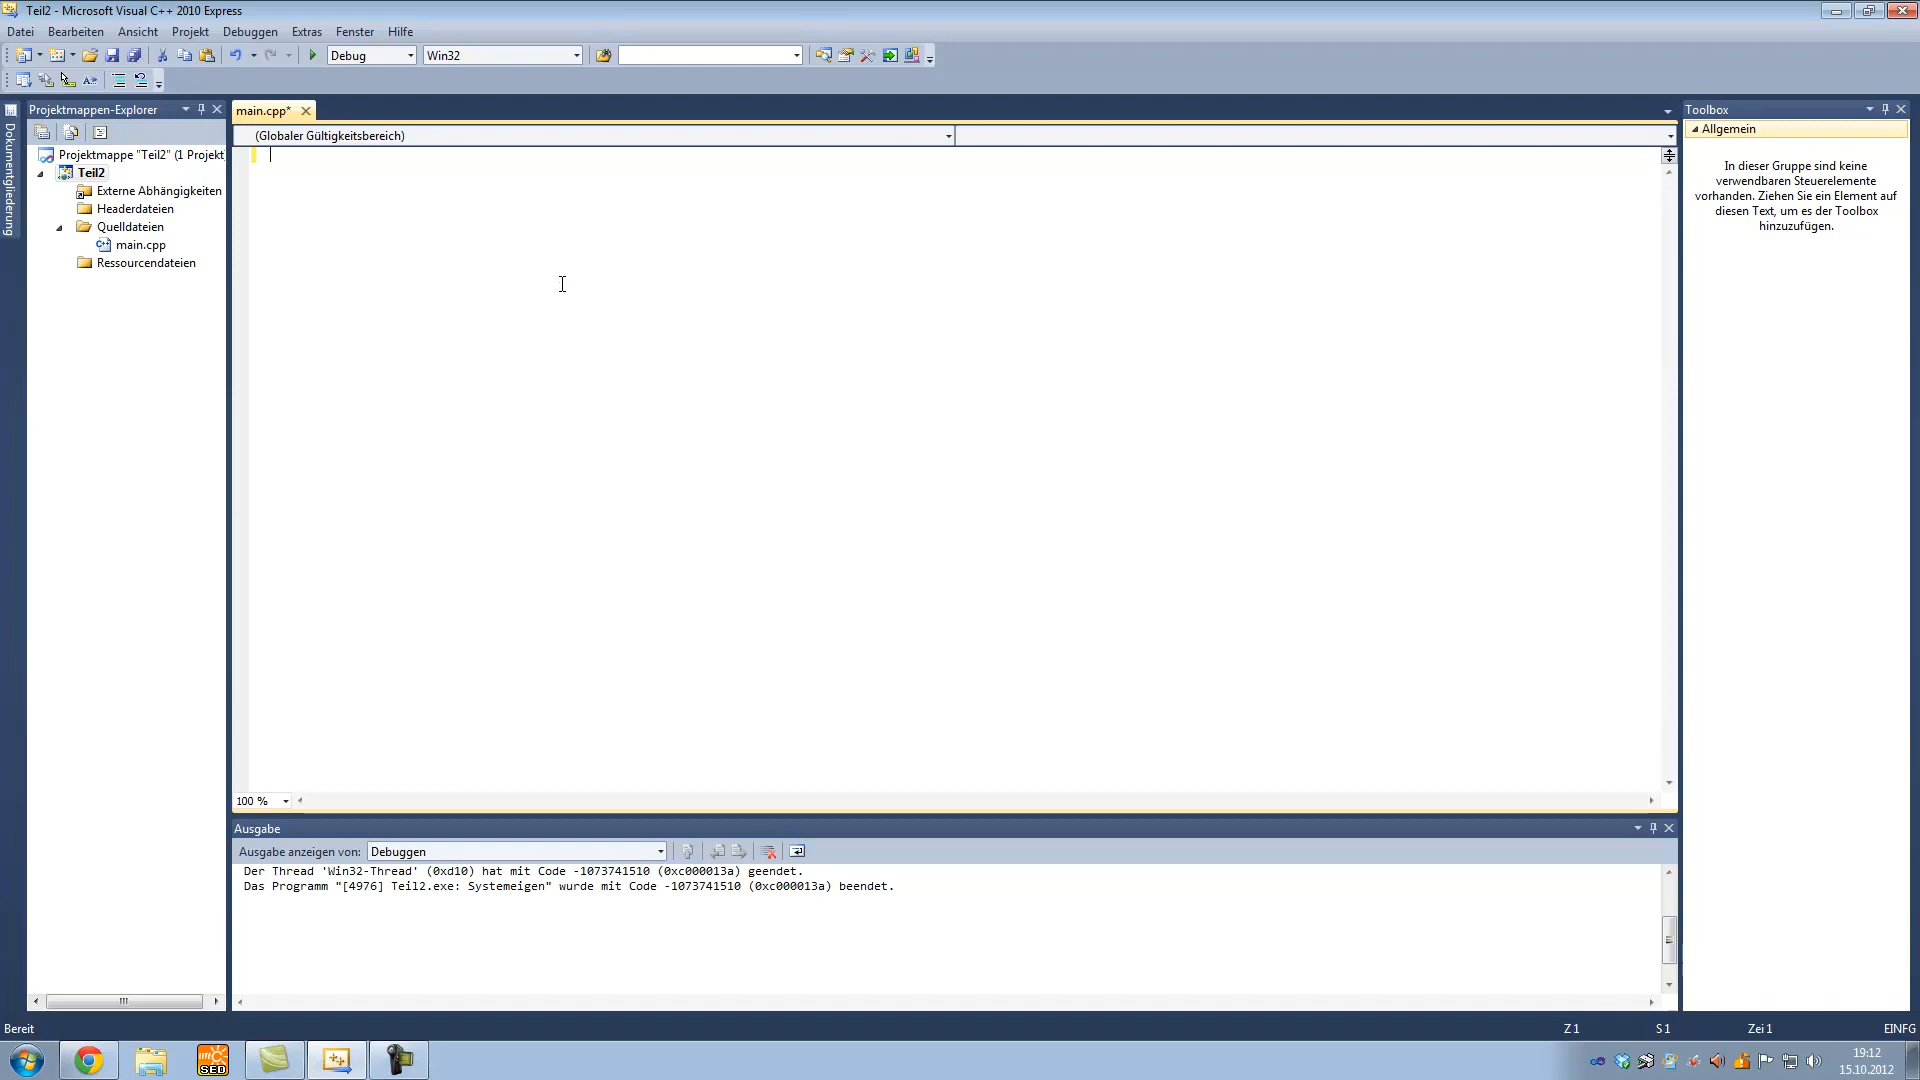 Teil2 - Microsoft Visual C++ 2010 Express
Datei Bearbeiten Ansicht Projekt Debuggen Extras Fenster Hilfe
Debug Win32
Dokumentgliederung
Projektmappen-Explorer
Projektmappe "Teil2" (1 Projekt
Teil2
Externe Abhängigkeiten
Headerdateien
Quelldateien
main.cpp
Ressourcendateien
main.cpp*
(Globaler Gültigkeitsbereich)
100 %
Toolbox
Allgemein
In dieser Gruppe sind keine
verwendbaren Steuerelemente
vorhanden. Ziehen Sie ein Element auf
diesen Text, um es der Toolbox
hinzuzufügen.
Ausgabe
Ausgabe anzeigen von: Debuggen
Der Thread 'Win32-Thread' (0xd10) hat mit Code -1073741510 (0xc000013a) geendet.
Das Programm "[4976] Teil2.exe: Systemeigen" wurde mit Code -1073741510 (0xc000013a) beendet.
Bereit Z 1 S 1 Zei 1 EINFG
SED
19:12
15.10.2012